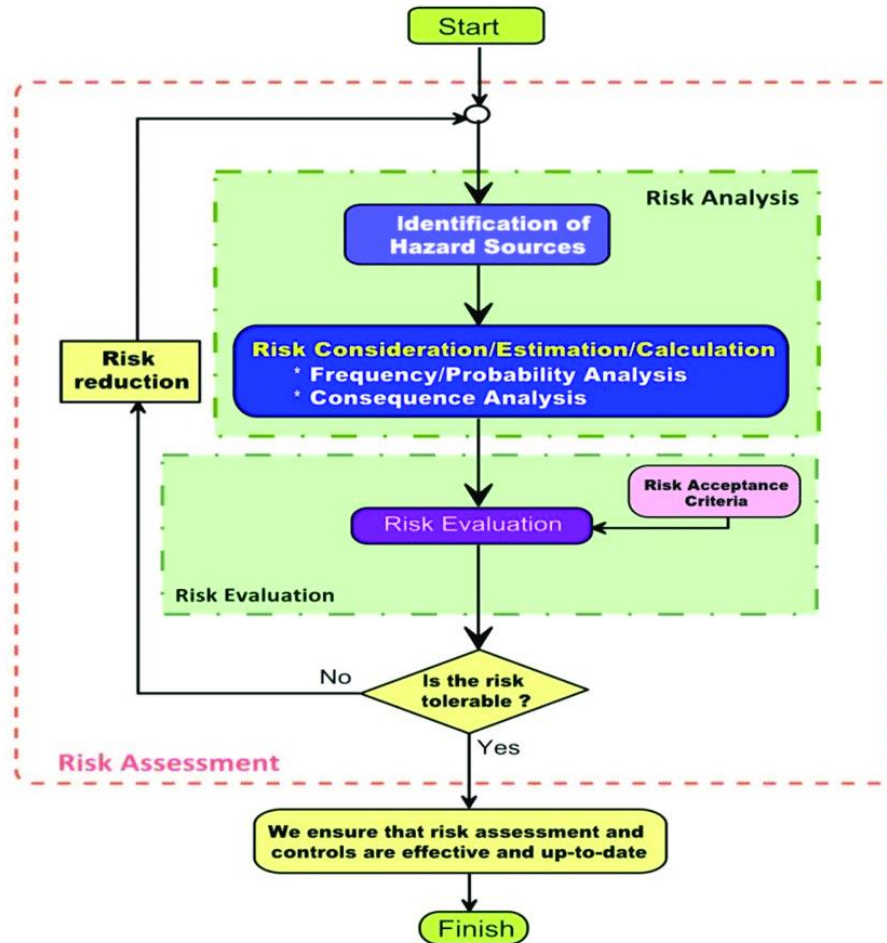 Start
Risk Analysis
Identification of
Hazard Sources
Risk Consideration/Estimation/Calculation
* Frequency/Probability Analysis
* Consequence Analysis
Risk
reduction
Risk Acceptance
Criteria
Risk Evaluation
Risk Evaluation
Is the risk
tolerable ?
No
Yes
Risk Assessment
We ensure that risk assessment and
controls are effective and up-to-date
Finish